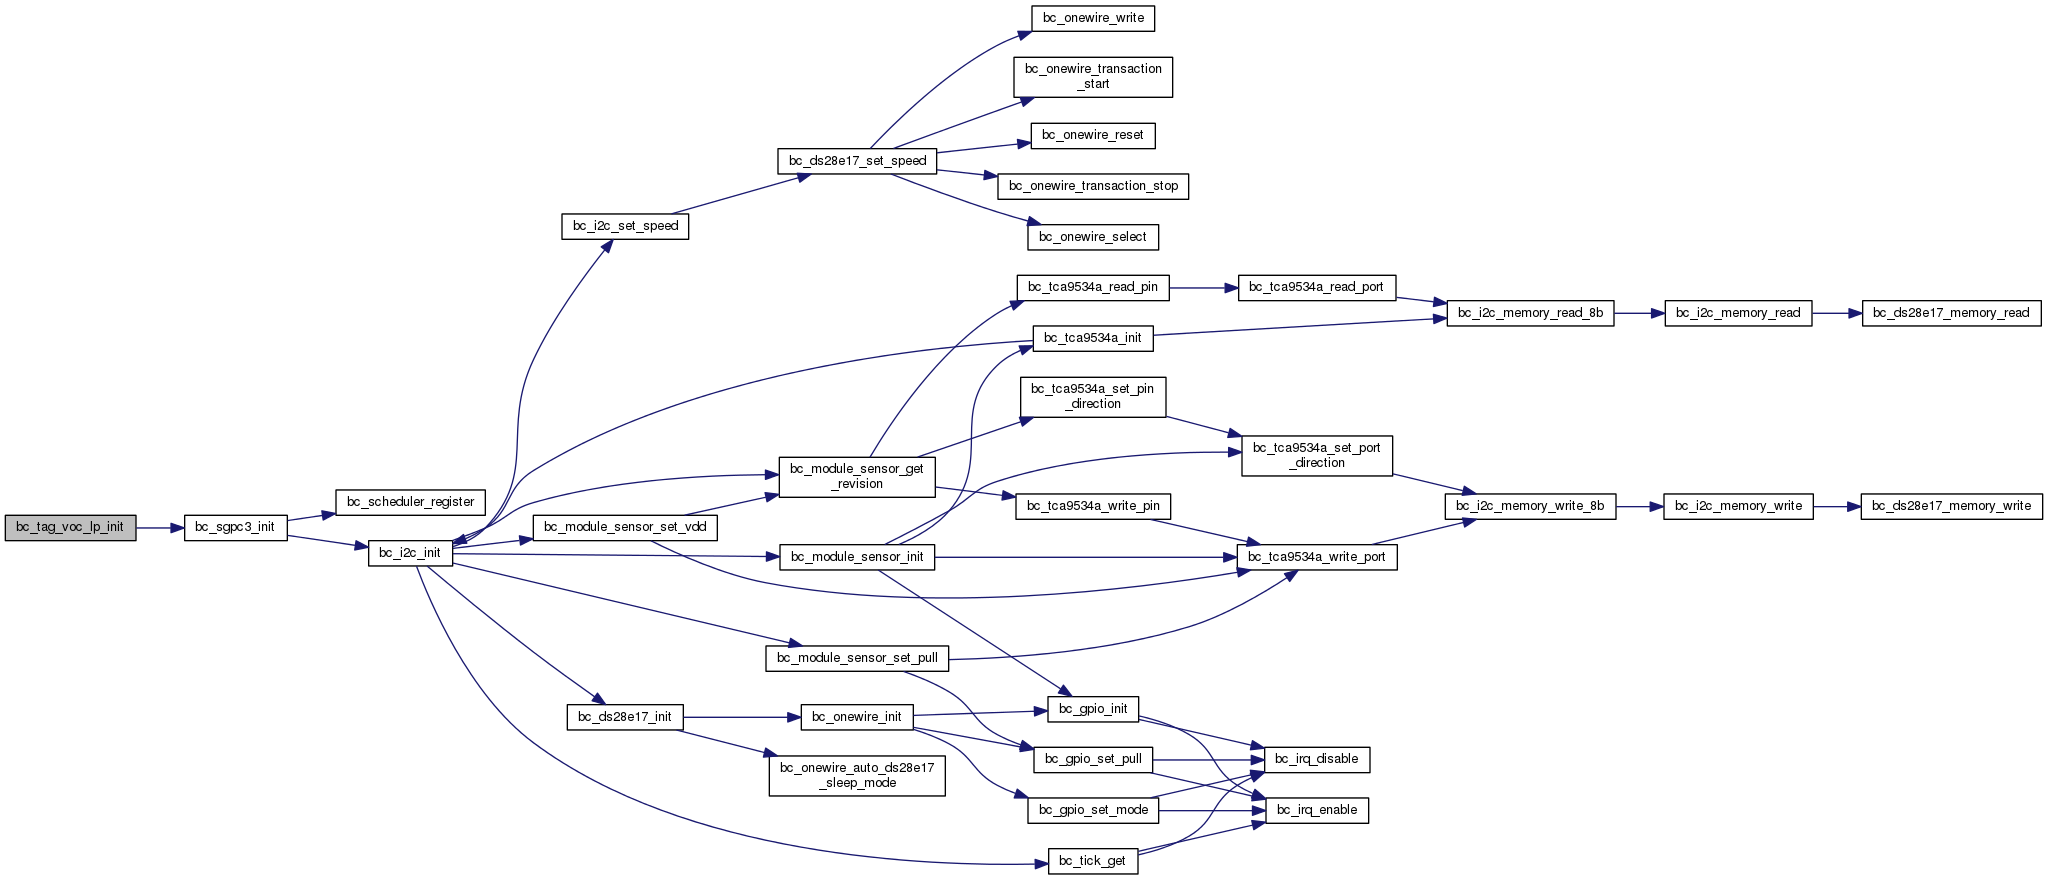 bc_onewire_write
bc_onewire_transaction
_start
bc_onewire_reset
bc_ds28e17_set_speed
bc_onewire_transaction_stop
bc_i2c_set_speed
bc_onewire_select
bc_tca9534a_read_pin
bc_tca9534a_read_port
bc_i2c_memory_read_8b
bc_i2c_memory_read
bc_ds28e17_memory_read
bc_tca9534a_init
bc_tca9534a_set_pin
_direction
bc_tca9534a_set_port
_direction
bc_module_sensor_get
_revision
bc_scheduler_register
bc_tca9534a_write_pin
bc_i2c_memory_write_8b
bc_i2c_memory_write
bc_ds28e17_memory_write
bc_tag_voc_lp_init
bc_sgpc3_init
bc_module_sensor_set_vdd
bc_i2c_init
bc_module_sensor_init
bc_tca9534a_write_port
bc_module_sensor_set_pull
bc_gpio_init
bc_ds28e17_init
bc_onewire_init
bc_gpio_set_pull
bc_irq_disable
bc_onewire_auto_ds28e17
_sleep_mode
bc_gpio_set_mode
bc_irq_enable
bc_tick_get